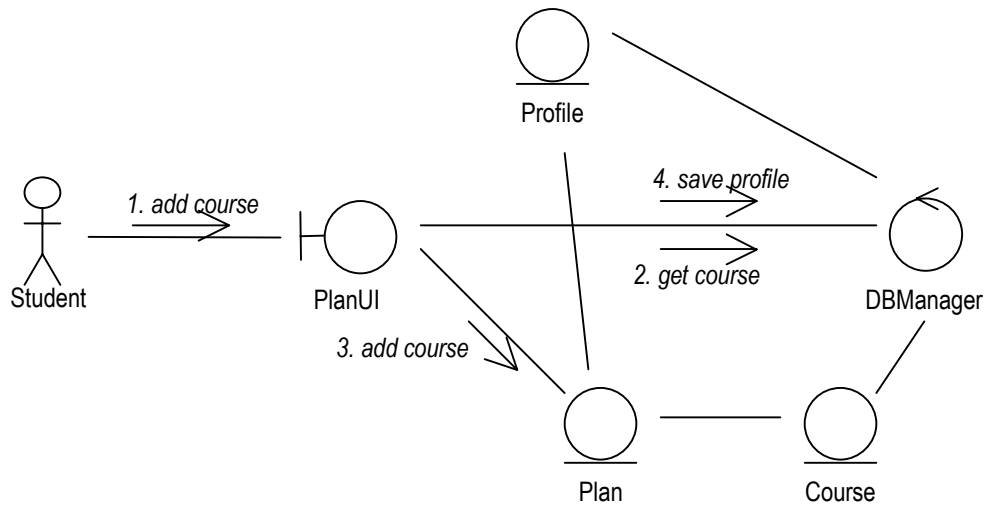 Profile
4. save profile
1. add course
2. get course
Student
PlanUI
DBManager
3. add course
Plan
Course